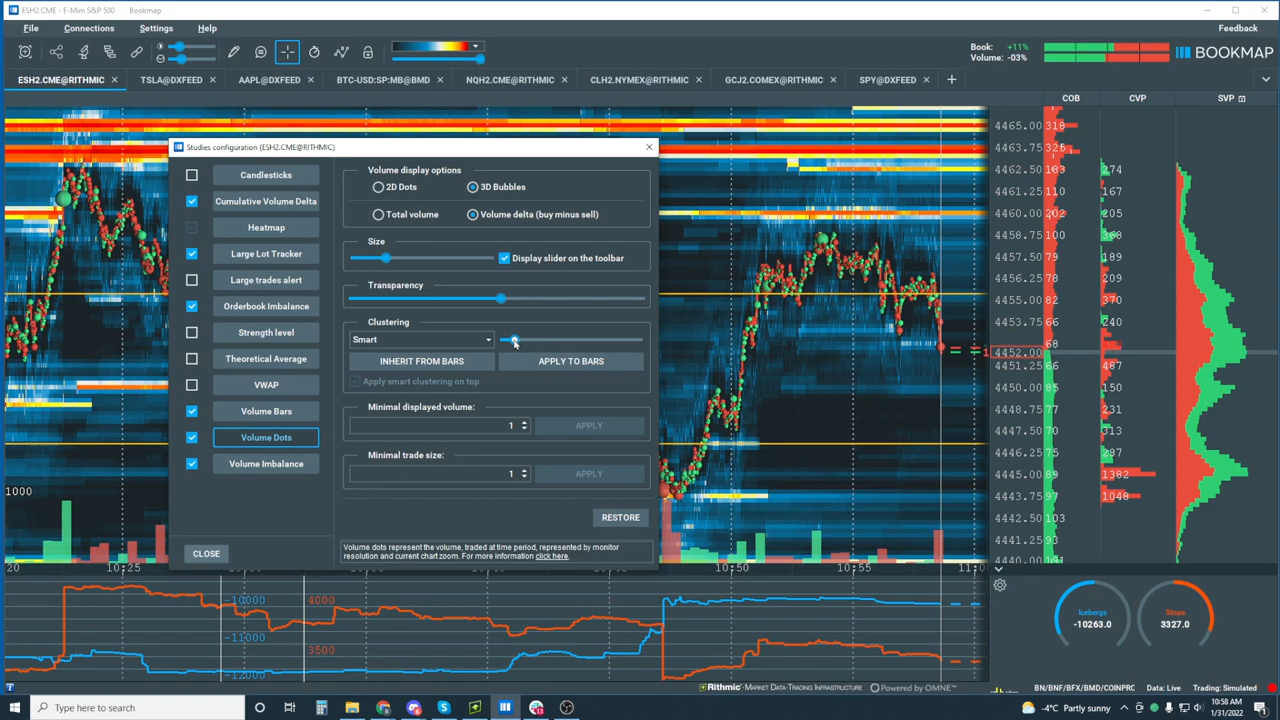 ESH2.CME - E-Mini S&P 500    Bookmap
File    Connections    Settings    Help    Feedback
Book: +11%
Volume: -03%
BOOKMAP
ESH2.CME@RITHMIC    TSLA@DXFEED    AAPL@DXFEED    BTC-USD:SP:MB@BMD    NQH2.CME@RITHMIC    CLH2.NYMEX@RITHMIC    GCJ2.COMEX@RITHMIC    SPY@DXFEED
COB    CVP    SVP
Studies configuration (ESH2.CME@RITHMIC)
Candlesticks
Cumulative Volume Delta
Heatmap
Large Lot Tracker
Large trades alert
Orderbook Imbalance
Strength level
Theoretical Average
VWAP
Volume Bars
Volume Dots
Volume Imbalance
CLOSE
Volume display options
2D Dots    3D Bubbles
Total volume    Volume delta (buy minus sell)
Size
Display slider on the toolbar
Transparency
Clustering
Smart
INHERIT FROM BARS    APPLY TO BARS
Apply smart clustering on top
Minimal displayed volume:
1    APPLY
Minimal trade size:
1    APPLY
RESTORE
Volume dots represent the volume, traded at time period, represented by monitor
resolution and current chart zoom. For more information click here.
4465.00 318
4463.75 325
4462.50 183    174
4461.25 110    167
4460.00 202    205
4458.75 100    368
4457.50 98    189
4456.25 78    209
4455.00 82    370
4453.75 66    240
68
4452.00
4451.25 66    487
4450.00 85    150
4448.75 77    231
4447.50 93    313
4446.25 75    287
4445.00 89    1382
4443.75 97    1048
4442.50 103
4441.25 93
1000
20    10:25    10:50    10:55
-10000    4000
-11000    3500
-12000
Icebergs
-10263.0
Stops
3327.0
Rithmic - MARKET DATA-TRADING INFRASTRUCTURE    Powered by OMNE™    BN/BNF/BFX/BMD/COINPRC    Data: Live    Trading: Simulated
Type here to search
-4°C Partly sunny
10:58 AM
1/31/2022